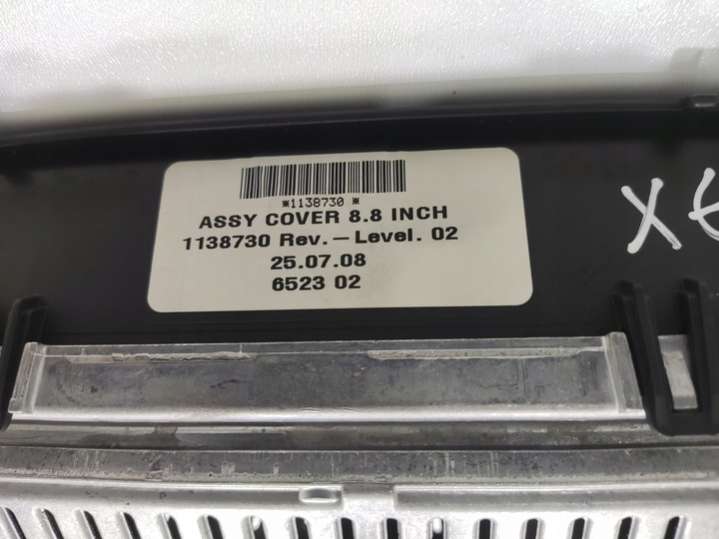 *1138730 *
ASSY COVER 8.8 INCH
1138730 Rev. – Level. 02
25.07.08
6523 02